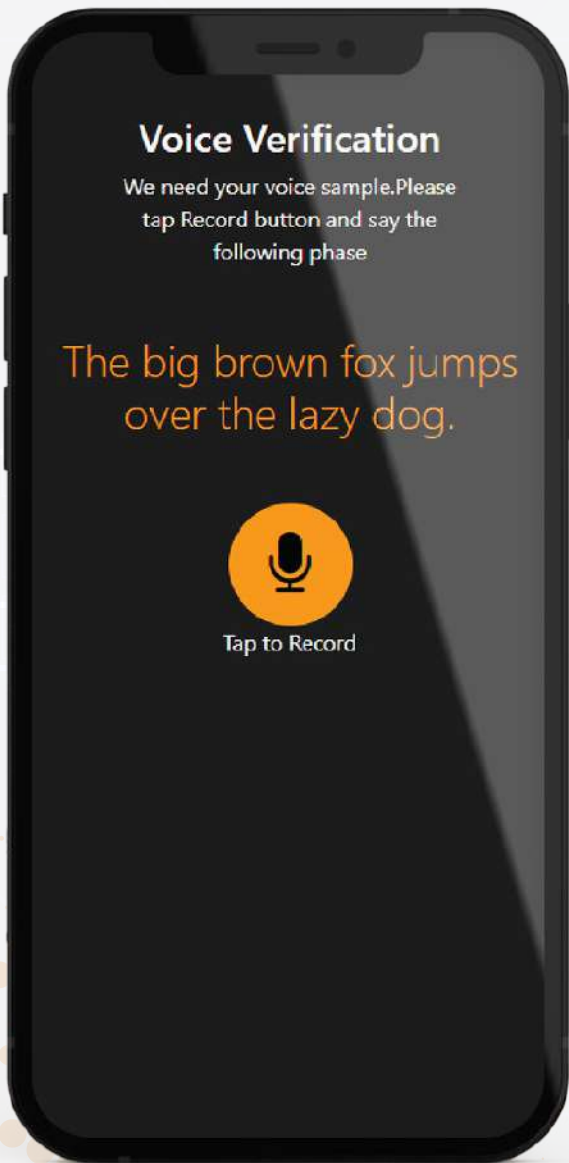 Voice Verification
We need your voice sample.Please
tap Record button and say the
following phase
The big brown fox jumps
over the lazy dog.
Tap to Record